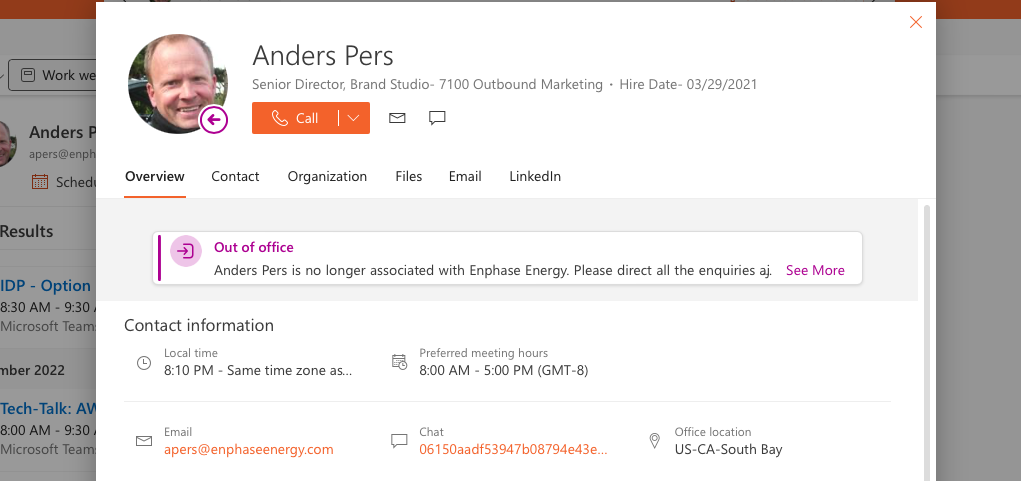 Anders Pers
Senior Director, Brand Studio- 7100 Outbound Marketing • Hire Date- 03/29/2021
Call
Work we
Anders P
apers@enph
Schedu
Overview Contact Organization Files Email LinkedIn
Results
Out of office
Anders Pers is no longer associated with Enphase Energy. Please direct all the enquiries See More
IDP - Option
8:30 AM - 9:30 A
Microsoft Teams
Contact information
Local time
8:10 PM - Same time zone as...
Preferred meeting hours
8:00 AM - 5:00 PM (GMT-8)
mber 2022
Tech-Talk: AW
8:00 AM - 9:00 A
Microsoft Teams
Email
apers@enphaseenergy.com
Chat
06150aadf53947b08794e43e...
Office location
US-CA-South Bay